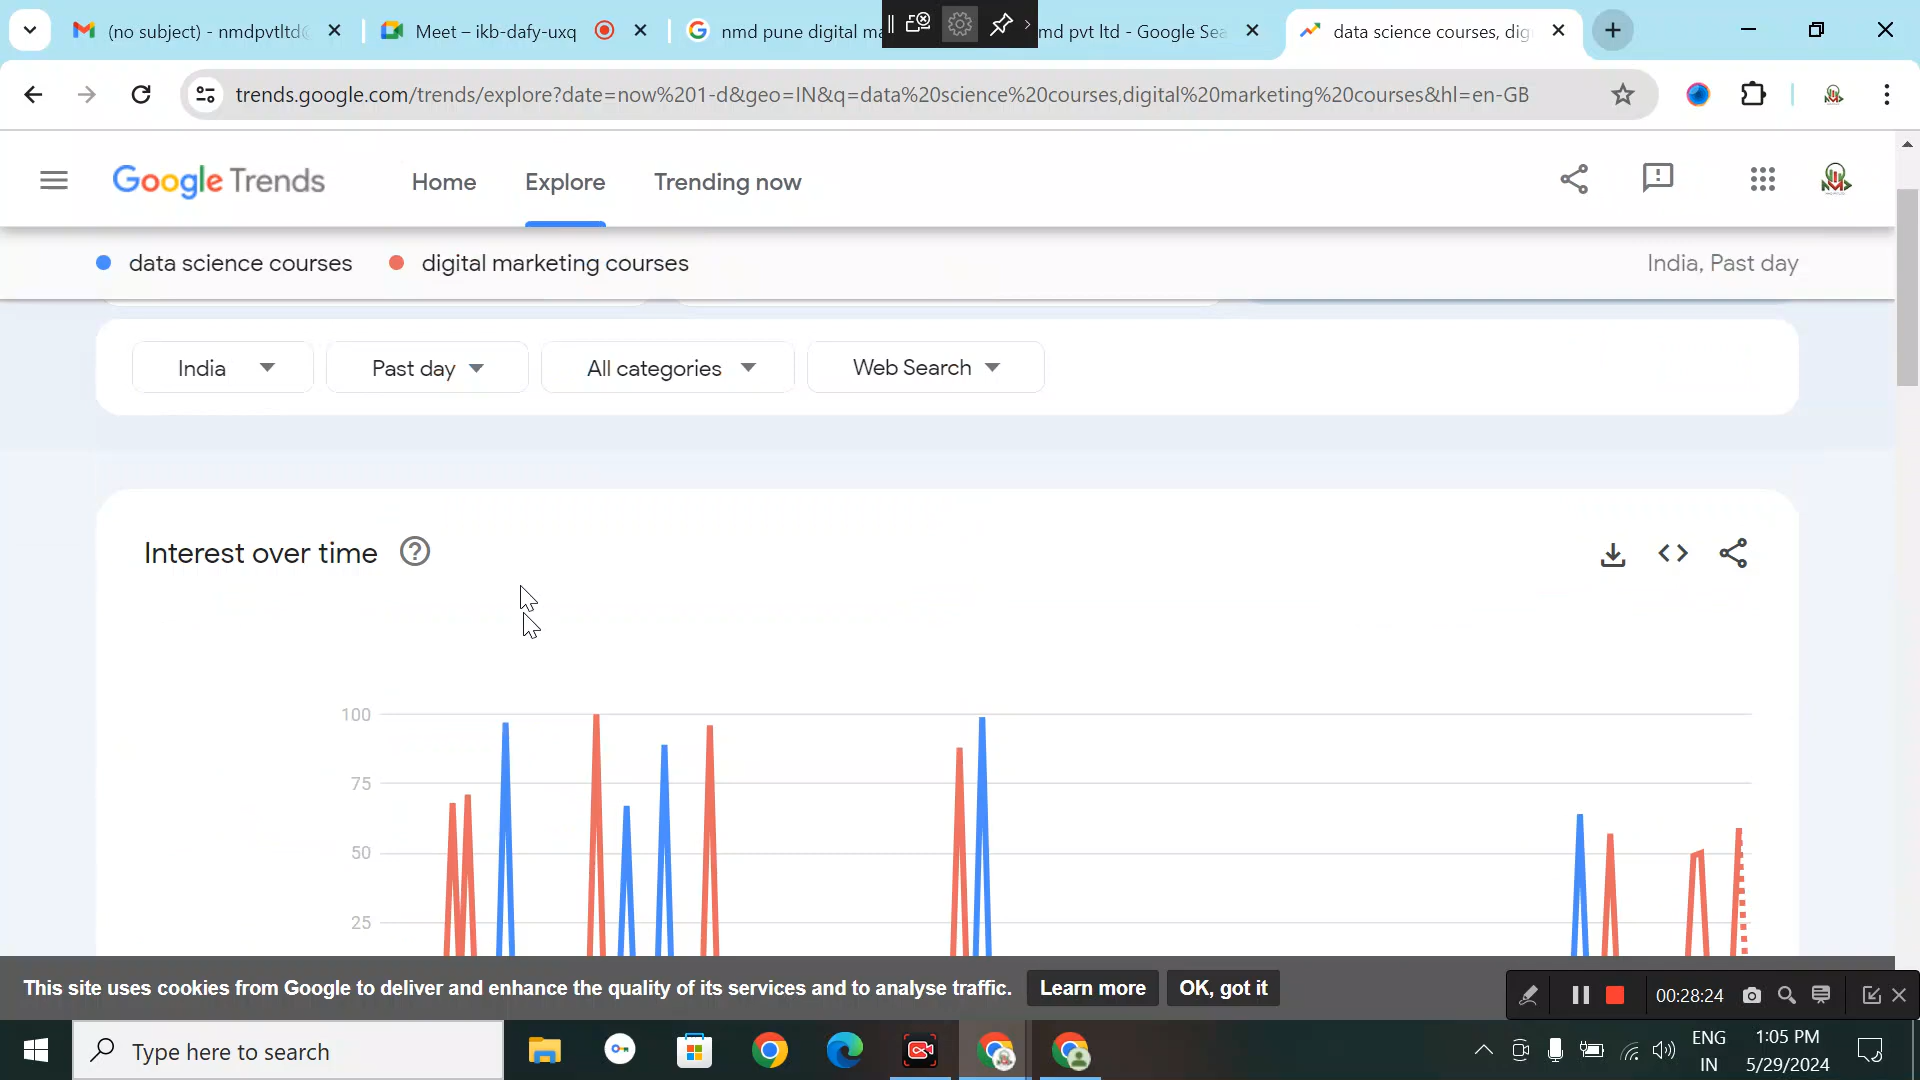 (no subject) - nmdpvtltd@
Meet – ikb-dafy-uxq
nmd pune digital ma
md pvt ltd - Google Sea
data science courses, dig
trends.google.com/trends/explore?date=now%201-d&geo=IN&q=data%20science%20courses,digital%20marketing%20courses&hl=en-GB
Google Trends
Home
Explore
Trending now
data science courses
digital marketing courses
India, Past day
India
Past day
All categories
Web Search
Interest over time
100
75
50
25
This site uses cookies from Google to deliver and enhance the quality of its services and to analyse traffic.
Learn more
OK, got it
00:28:24
Type here to search
ENG
IN
1:05 PM
5/29/2024